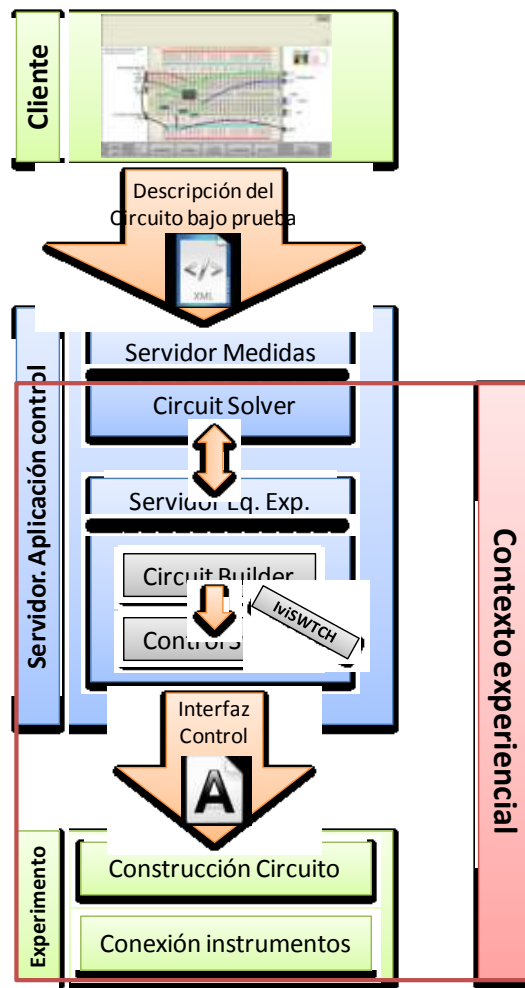 Cliente
Descripción del
Circuito bajo prueba
</>
XML
Servidor. Aplicación control
Servidor Medidas
Circuit Solver
Servidor Eq. Exp.
Circuit Builder
IviSWTCH
Contexto experiencial
Interfaz
Control
A
Experimento
Construcción Circuito
Conexión instrumentos